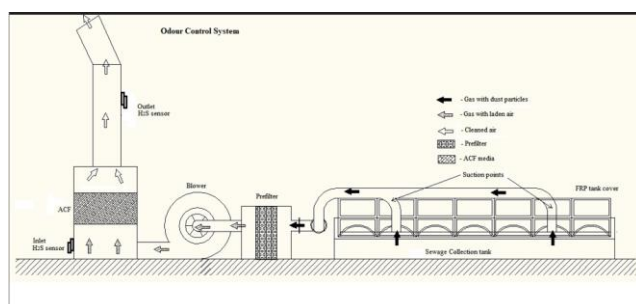 Odour Control System
Outlet
H2S sensor
- Gas with dust particles
- Gas with laden air
- Cleaned air
- Prefilter
- ACF media
Suction points
FRP tank cover
Blower
Prefilter
ACF
Inlet
H2S sensor
Sewage Collection tank